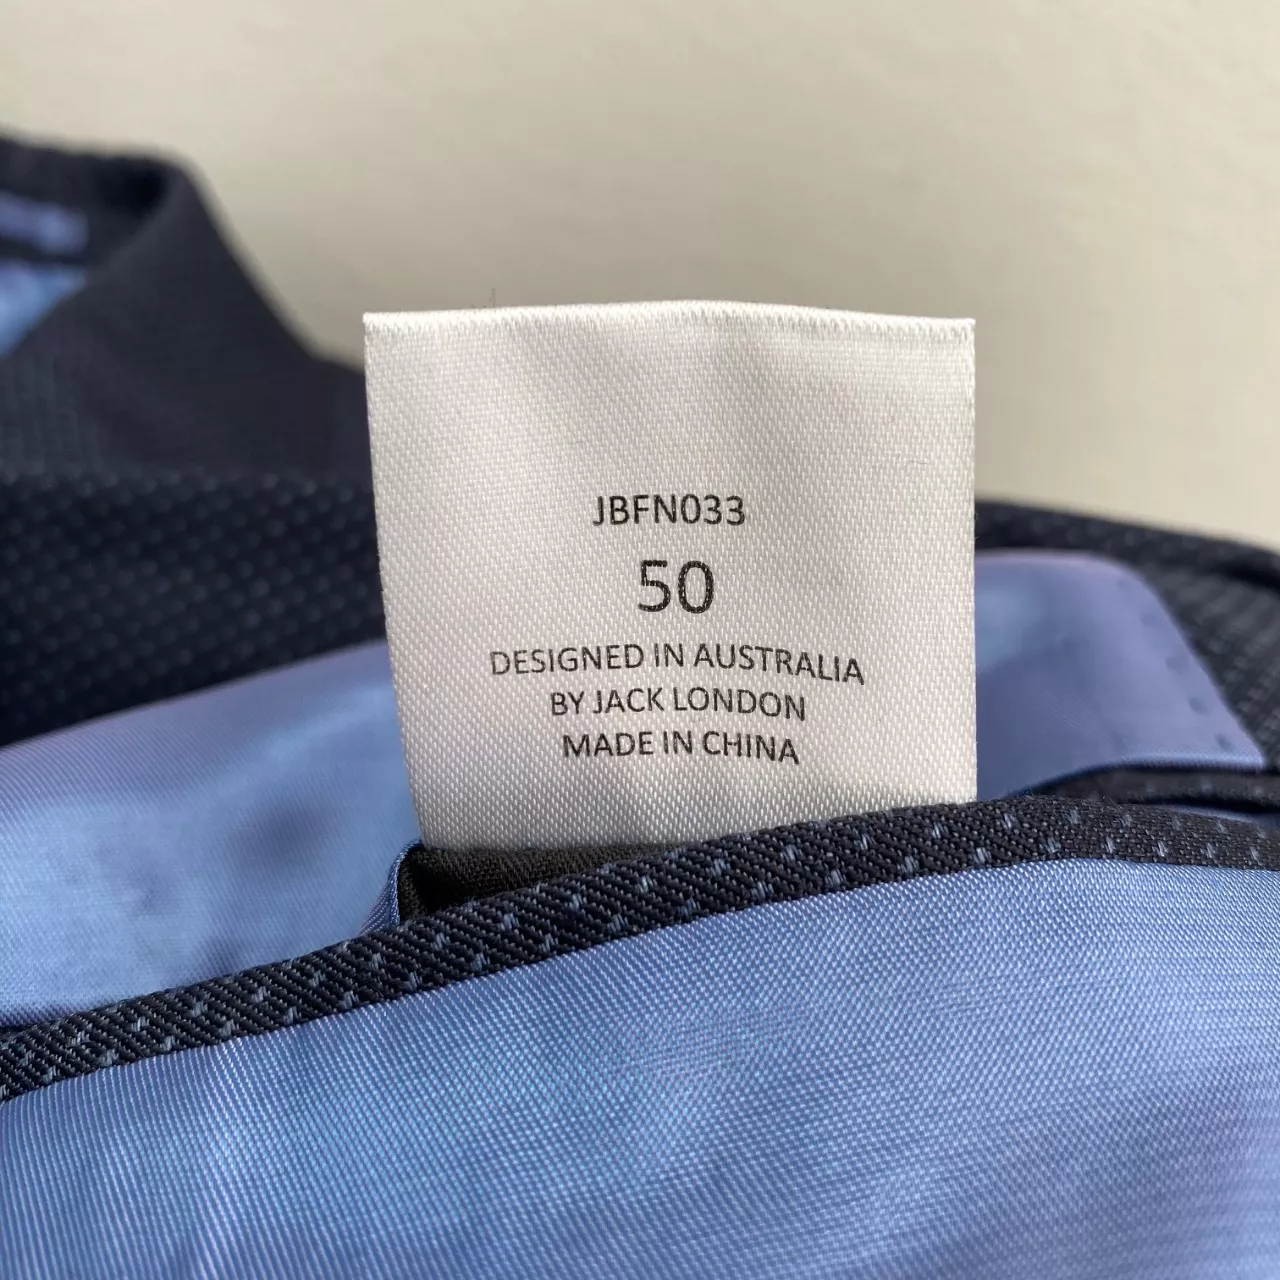 JBFN033
50
DESIGNED IN AUSTRALIA
BY JACK LONDON
MADE IN CHINA